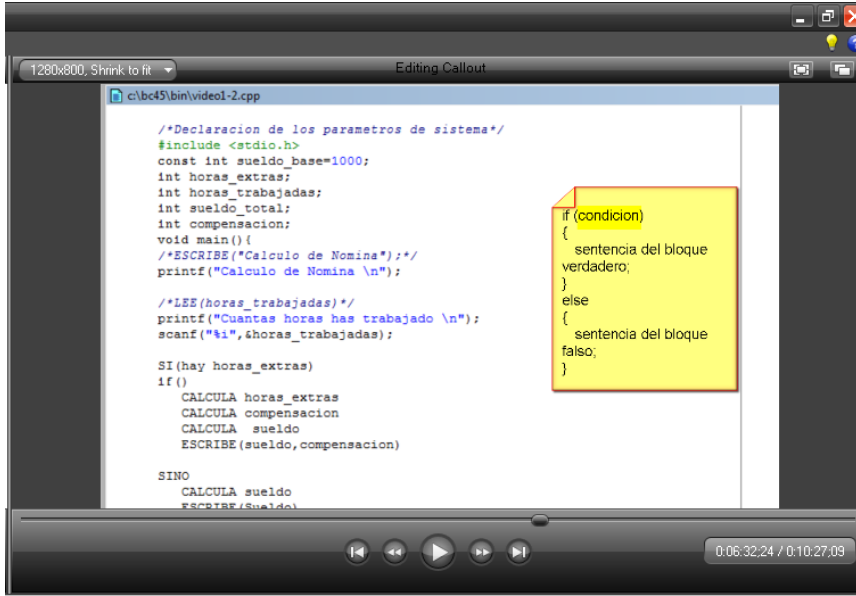 1280x800, Shrink to fit
Editing Callout
c:\bc45\bin\video1-2.cpp
/*Declaracion de los parametros de sistema*/
#include <stdio.h>
const int sueldo_base=1000;
int horas_extras;
int horas_trabajadas;
int sueldo_total;
int compensacion;
void main(){
/*ESCRIBE("Calculo de Nomina");*/
printf("Calculo de Nomina \n");
/*LEE(horas_trabajadas)*/
printf("Cuantas horas has trabajado \n");
scanf("%i",&horas_trabajadas);
SI(hay horas_extras)
if()
CALCULA horas_extras
CALCULA compensacion
CALCULA  sueldo
ESCRIBE(sueldo,compensacion)
SINO
CALCULA sueldo
ESCRIBE(Sueldo)
if (condicion)
{
sentencia del bloque
verdadero;
}
else
{
sentencia del bloque
falso;
}
0:06:32;24 / 0:10:27;09